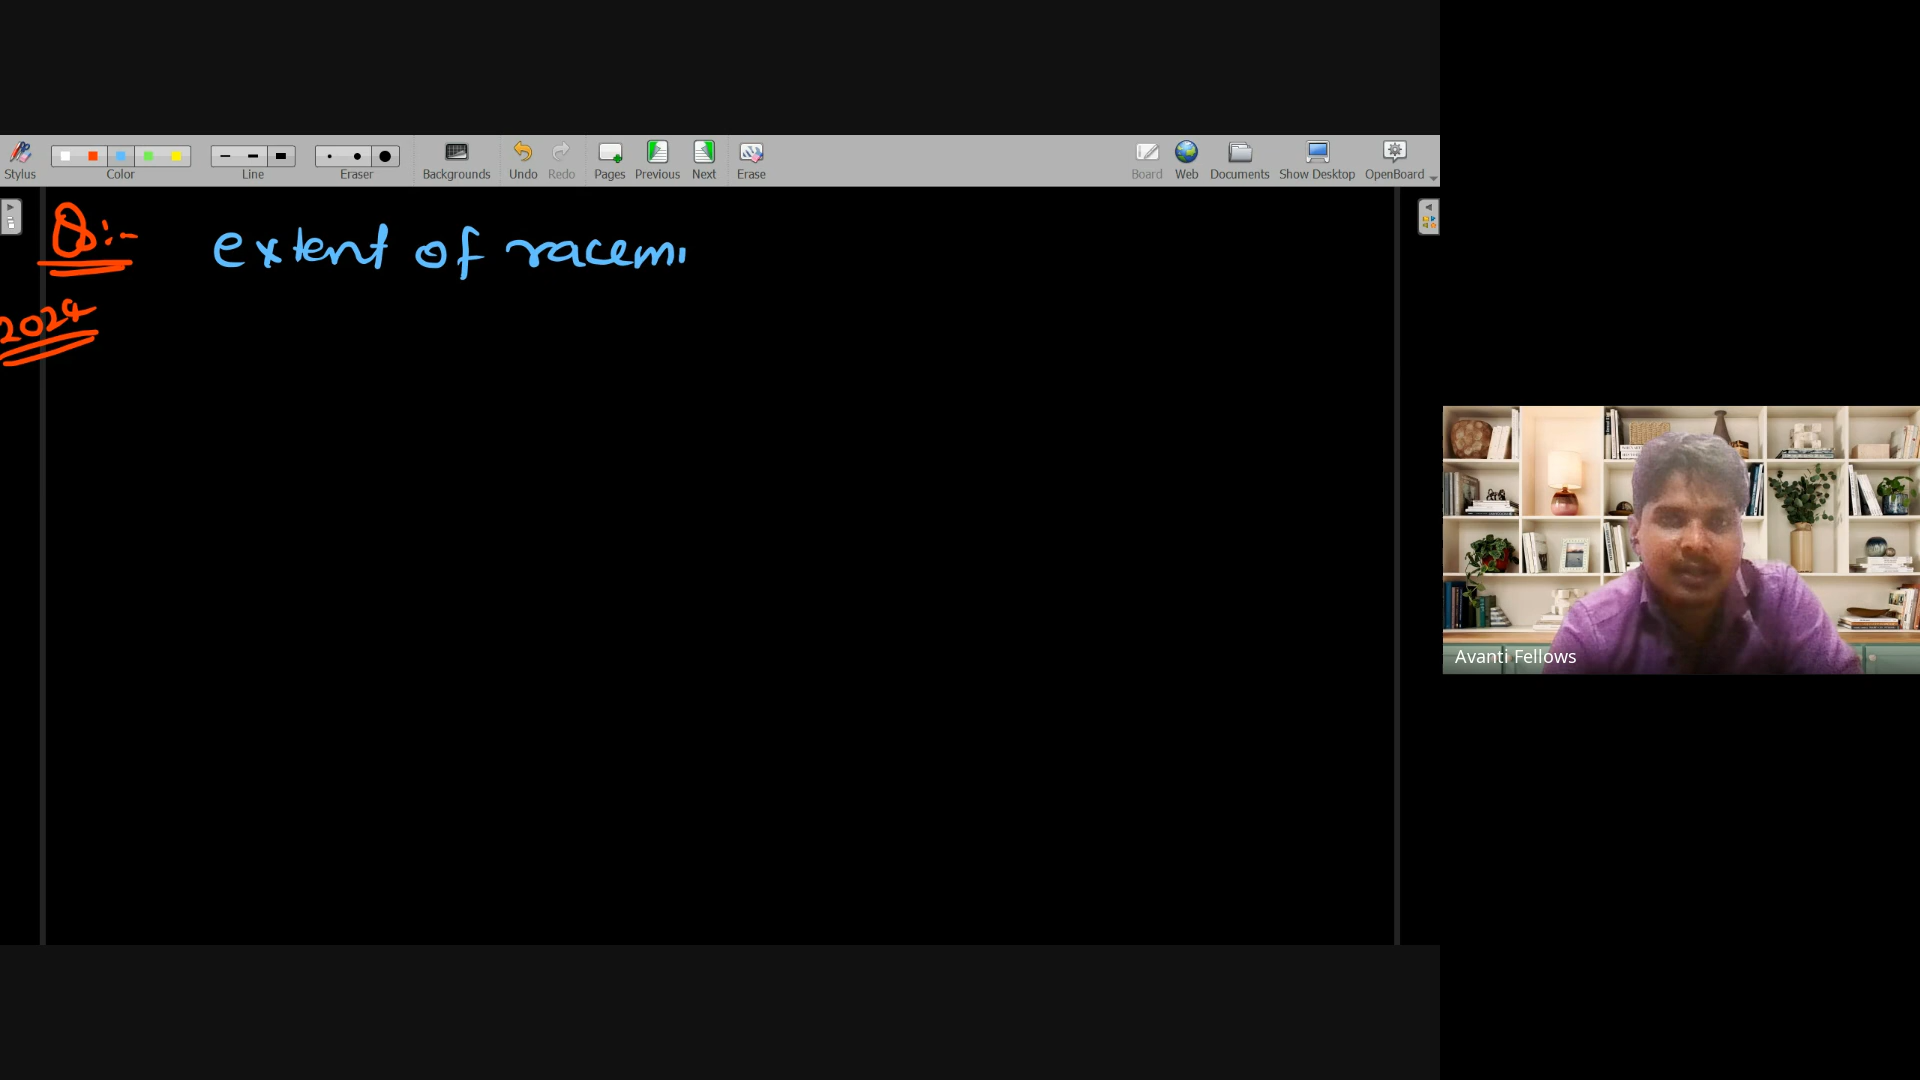 Stylus
Color
Line
Eraser
Backgrounds
Undo
Redo
Pages
Previous
Next
Erase
Board
Web
Documents
Show Desktop
OpenBoard
Q:- extent of racemi
2024
Avanti Fellows